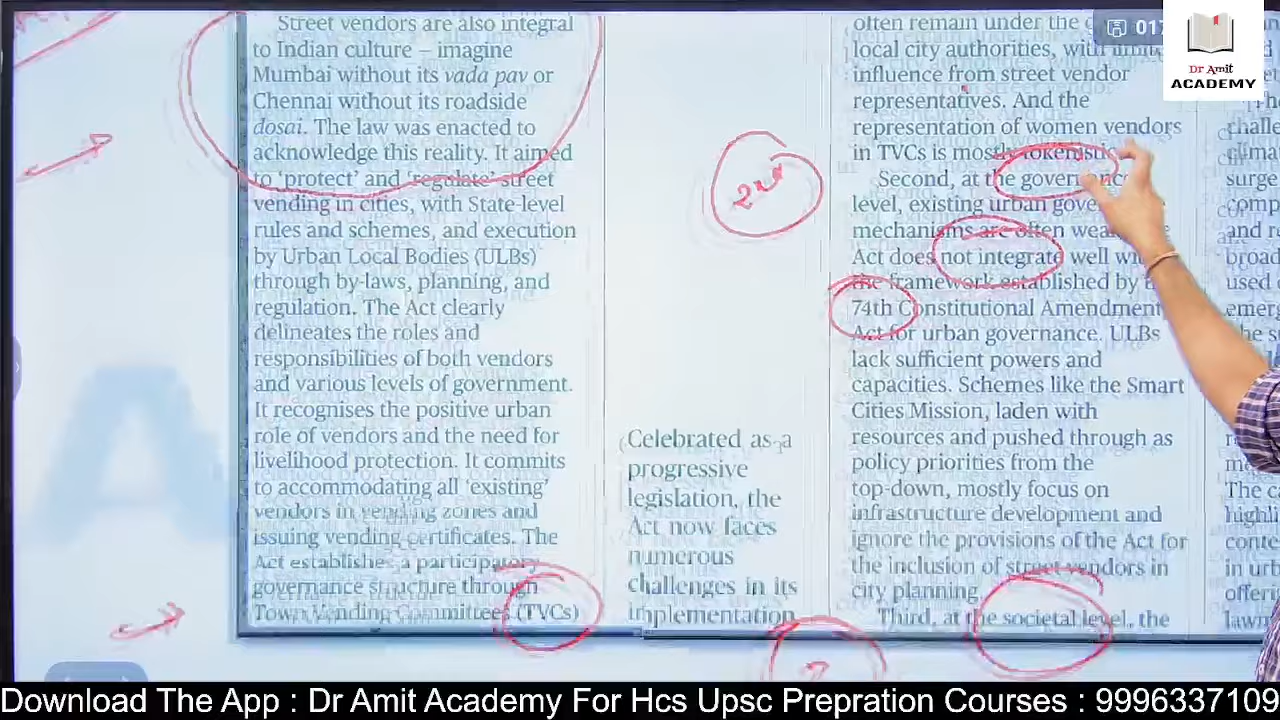 Street vendors are also integral
to Indian culture – imagine
Mumbai without its vada pav or
Chennai without its roadside
dosai. The law was enacted to
acknowledge this reality. It aimed
to ‘protect’ and ‘regulate’ street
vending in cities, with State-level
rules and schemes, and execution
by Urban Local Bodies (ULBs)
through by-laws, planning, and
regulation. The Act clearly
delineates the roles and
responsibilities of both vendors
and various levels of government.
It recognises the positive urban
role of vendors and the need for
livelihood protection. It commits
to accommodating all ‘existing’
vendors in vending zones and
issuing vending certificates. The
Act establishes a participatory
governance structure through
Town Vending Committees (TVCs)
Celebrated as a
progressive
legislation, the
Act now faces
numerous
challenges in its
implementation
often remain under the
local city authorities, with
influence from street vendor
representatives. And the
representation of women vendors
in TVCs is mostly tokenistic
Second, at the governance
level, existing urban
mechanisms are often
Act does not integrate well
the framework established by
74th Constitutional Amendment
Act for urban governance. ULBs
lack sufficient powers and
capacities. Schemes like the Smart
Cities Mission, laden with
resources and pushed through as
policy priorities from the
top-down, mostly focus on
infrastructure development and
ignore the provisions of the Act for
the inclusion of street vendors in
city planning.
Third, at the societal level, the
017
Dr Amit
ACADEMY
Download The App : Dr Amit Academy For Hcs Upsc Prepration Courses : 9996337109